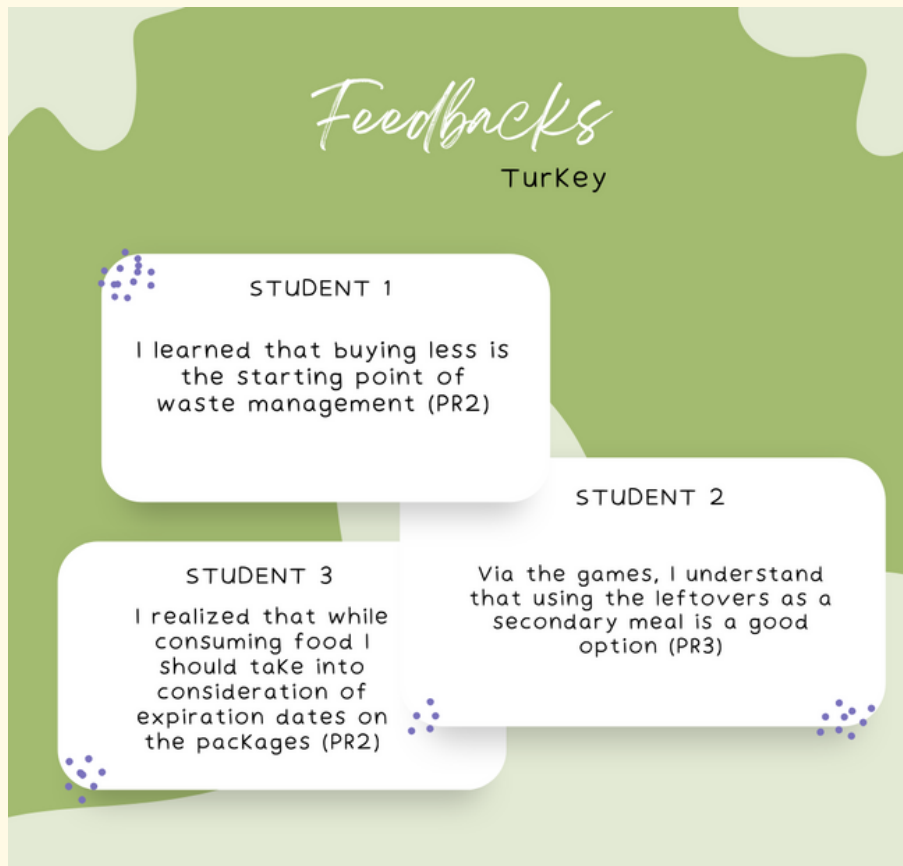 Feedbacks
Turkey
STUDENT 1
I learned that buying less is
the starting point of
waste management (PR2)
STUDENT 2
Via the games, I understand
that using the leftovers as a
secondary meal is a good
option (PR3)
STUDENT 3
I realized that while
consuming food I
should take into
consideration of
expiration dates on
the packages (PR2)